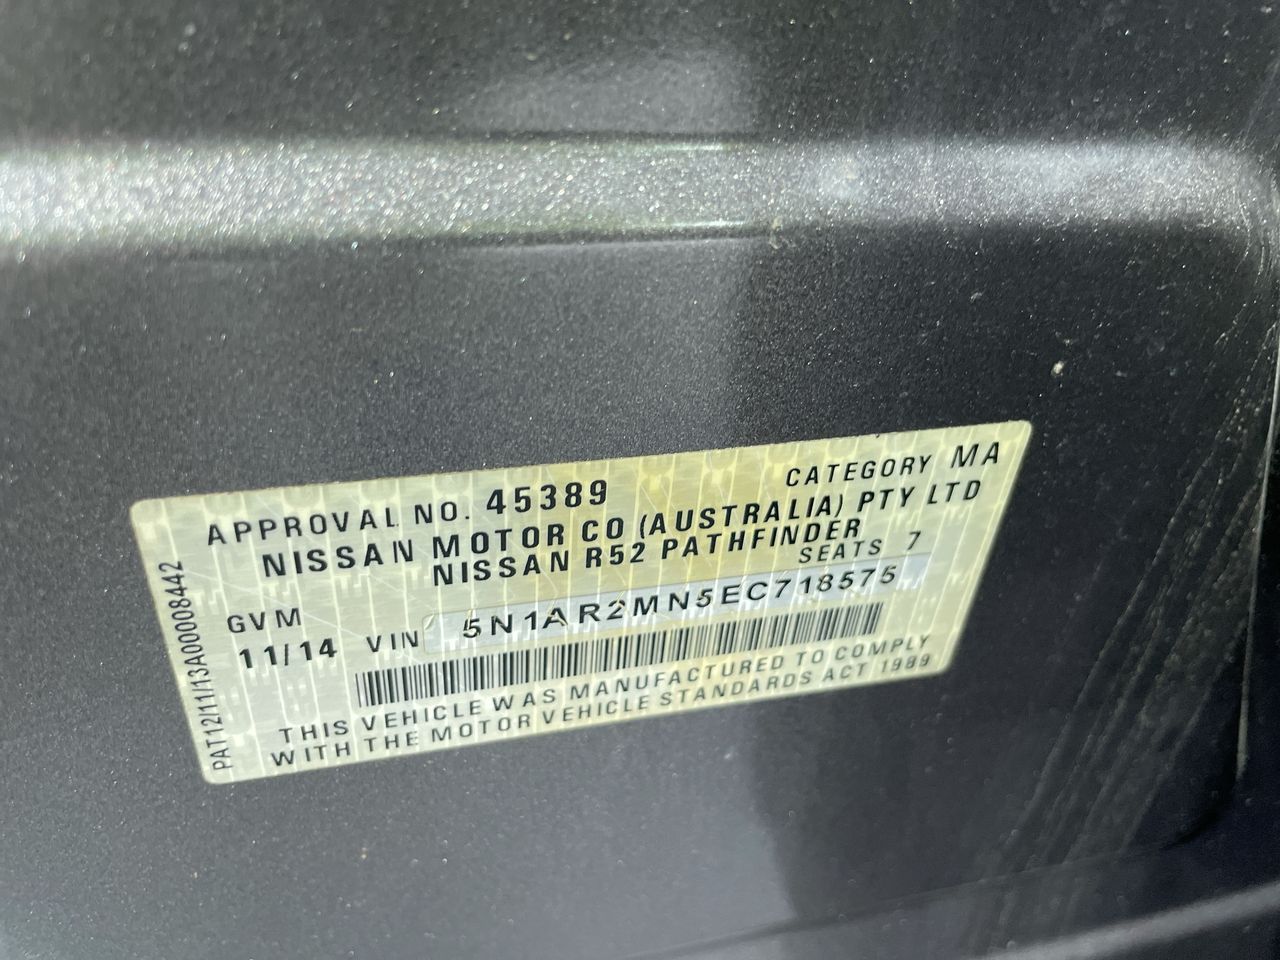 APPROVAL NO. 45389 CATEGORY MA
NISSAN MOTOR CO (AUSTRALIA) PTY LTD
NISSAN R52 PATHFINDER
SEATS 7
GVM
11/14 VIN 5N1AR2MN5EC718575
THIS VEHICLE WAS MANUFACTURED TO COMPLY
WITH THE MOTOR VEHICLE STANDARDS ACT 1989
PAT12/11/13A00008442